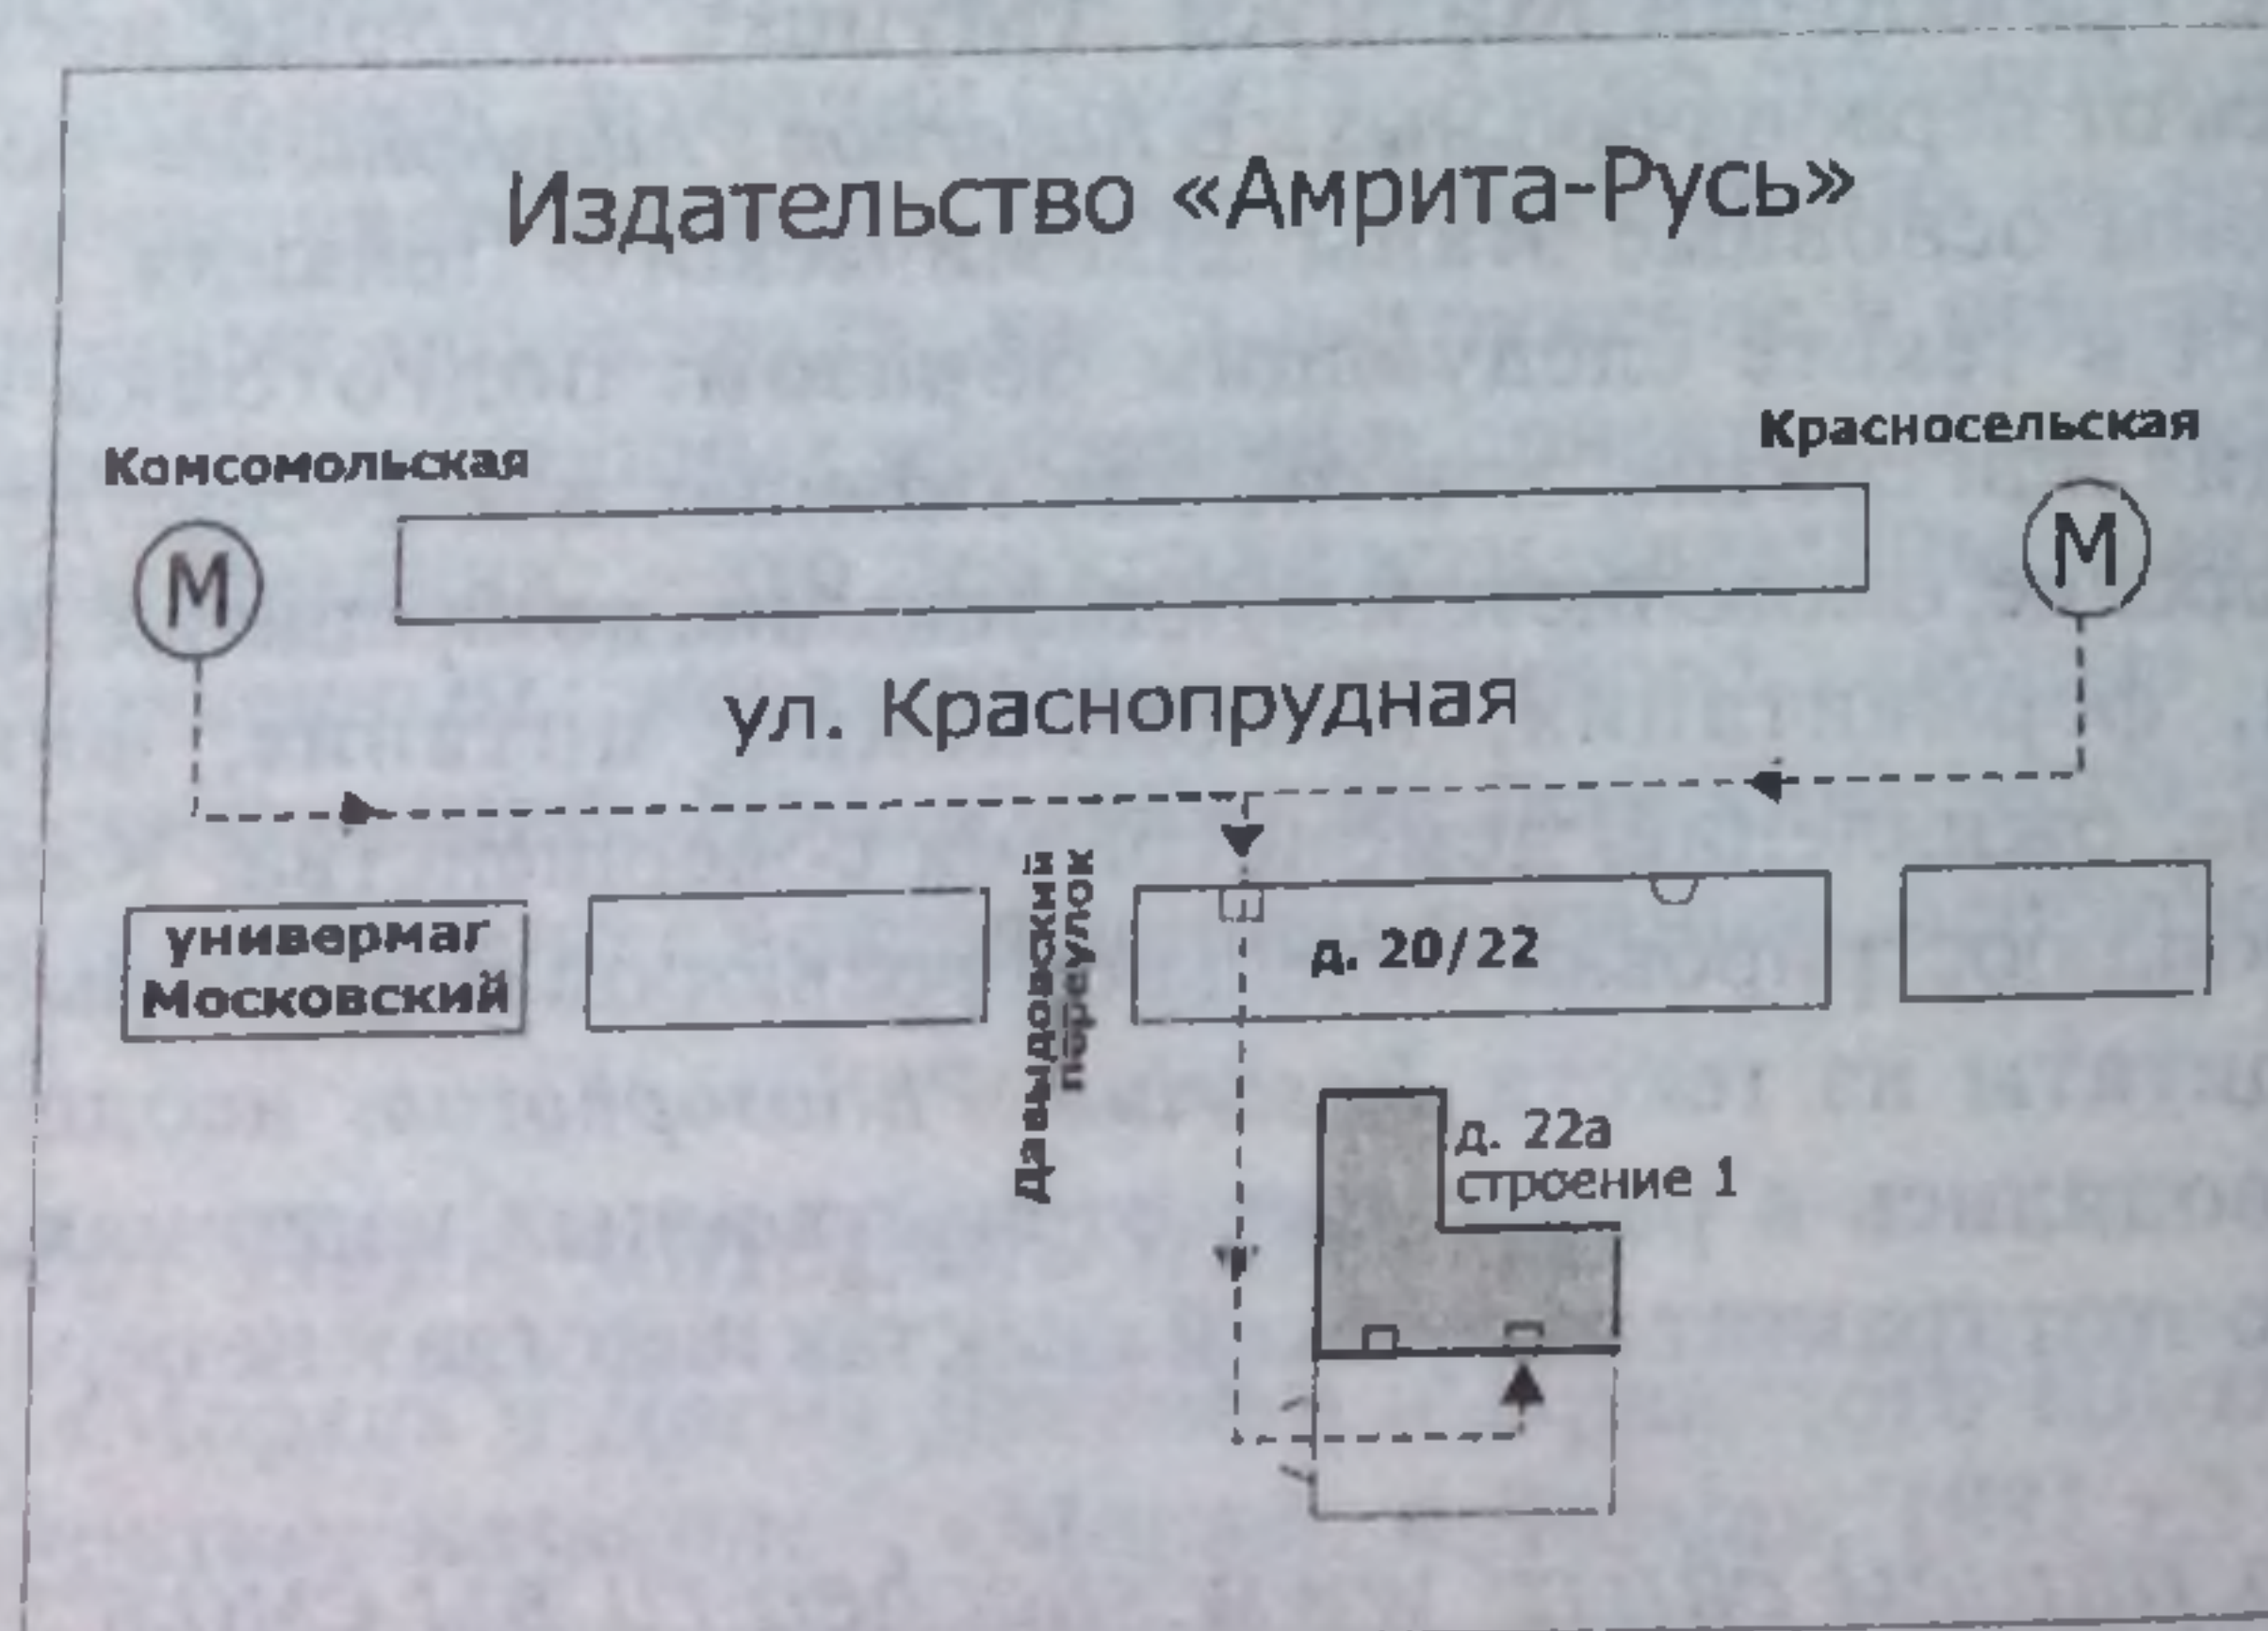 Издательство «Амрита-Русь»
Комсомольская
Красносельская
М
М
ул. Краснопрудная
Давыдовский
переулок
универмаг
Московский
д. 20/22
д. 22а
строение 1